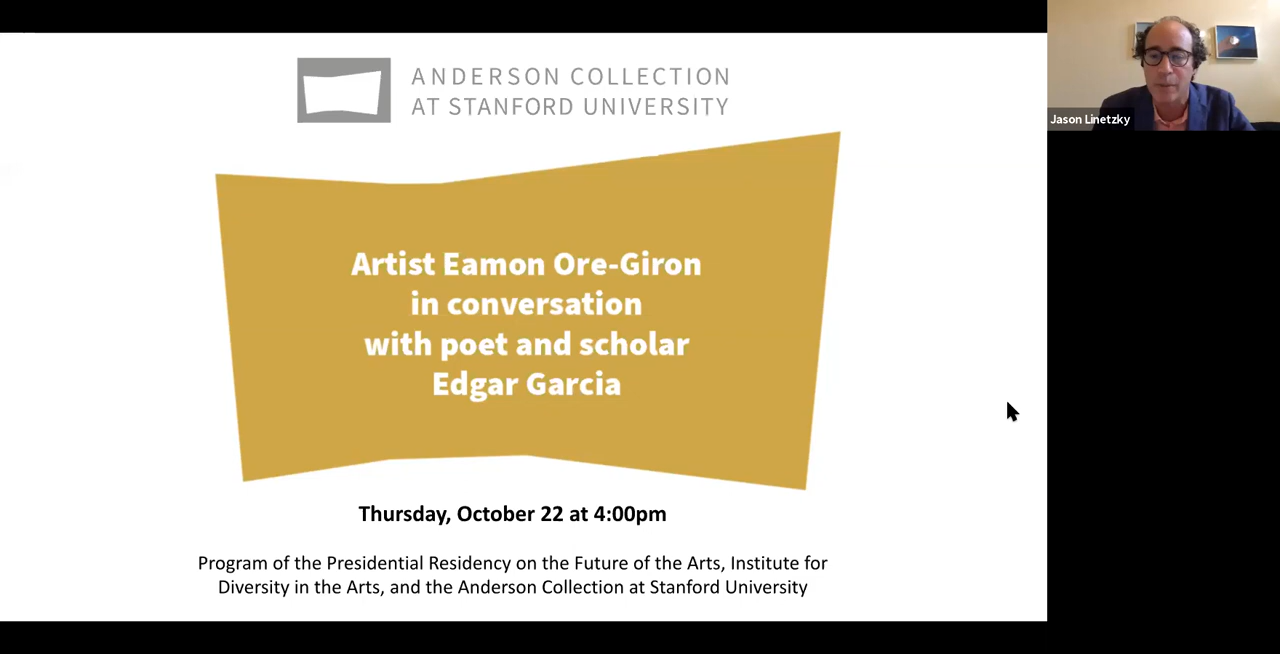 ANDERSON COLLECTION
AT STANFORD UNIVERSITY
Artist Eamon Ore-Giron
in conversation
with poet and scholar
Edgar Garcia
Thursday, October 22 at 4:00pm
Program of the Presidential Residency on the Future of the Arts, Institute for
Diversity in the Arts, and the Anderson Collection at Stanford University
Jason Linetzky